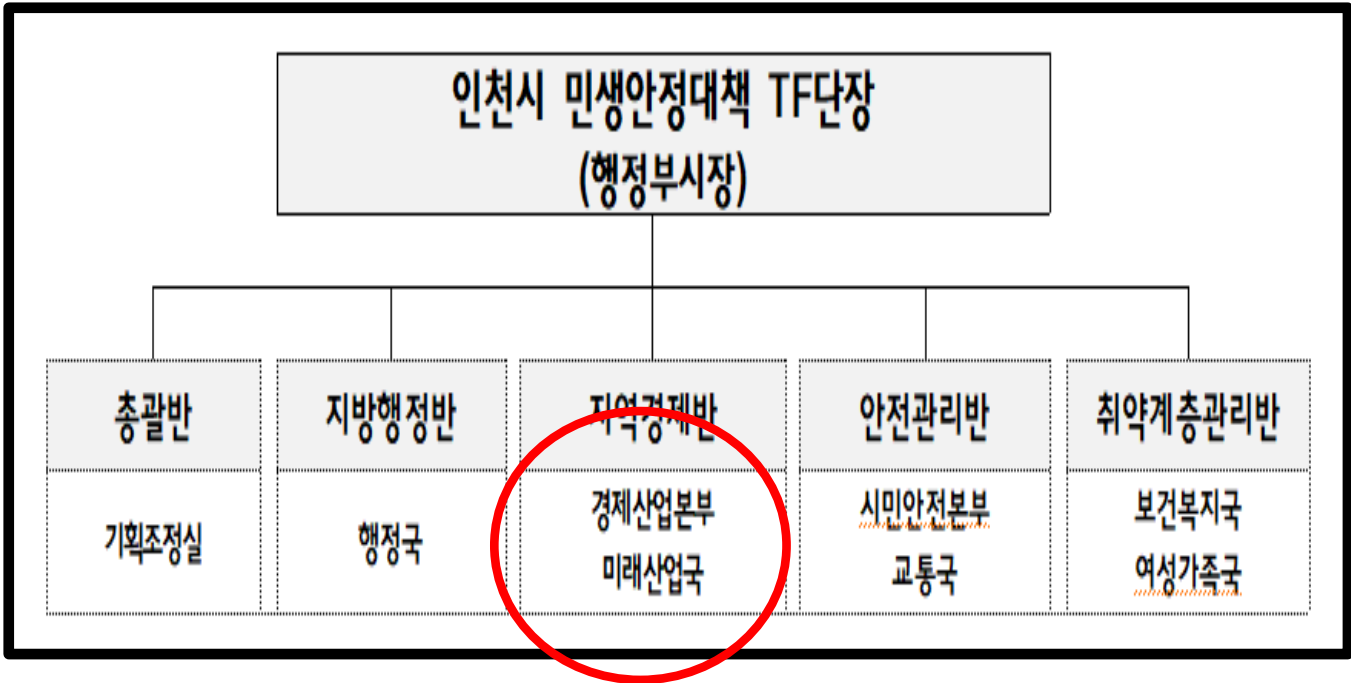 인천시 민생안정대책 TF단장
(행정부시장)
총괄반
기획조정실
지방행정반
행정국
지역경제반
경제산업본부
미래산업국
안전관리반
시민안전본부
교통국
취약계층관리반
보건복지국
여성가족국